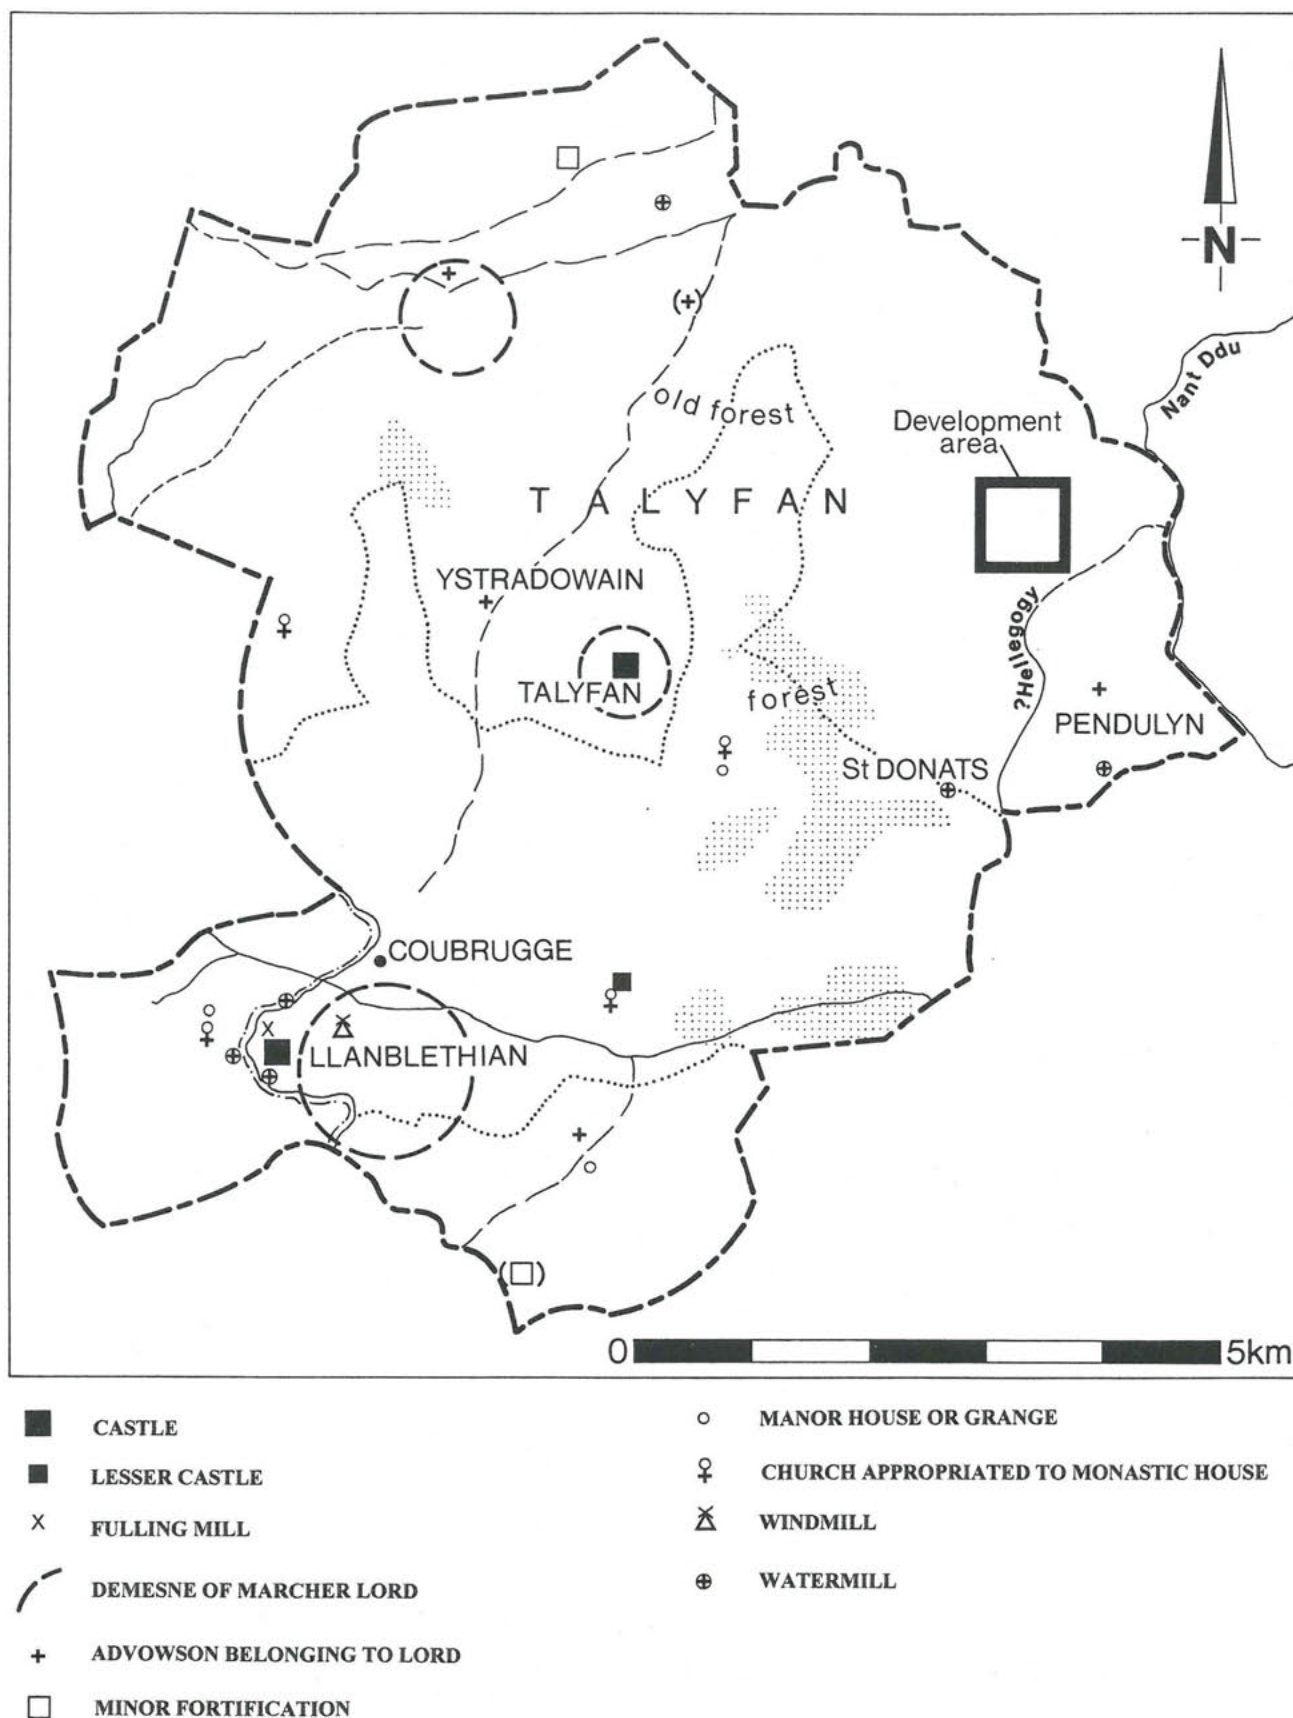 N
Nant Ddu
old forest
Development
area
TALYFAN
YSTRADOWAIN
?Hellegogy
TALYFAN
forest
PENDULYN
St DONATS
COUBRUGGE
LLANBLETHIAN
0
5km
CASTLE
LESSER CASTLE
FULLING MILL
DEMESNE OF MARCHER LORD
ADVOWSON BELONGING TO LORD
MINOR FORTIFICATION
MANOR HOUSE OR GRANGE
CHURCH APPROPRIATED TO MONASTIC HOUSE
WINDMILL
WATERMILL